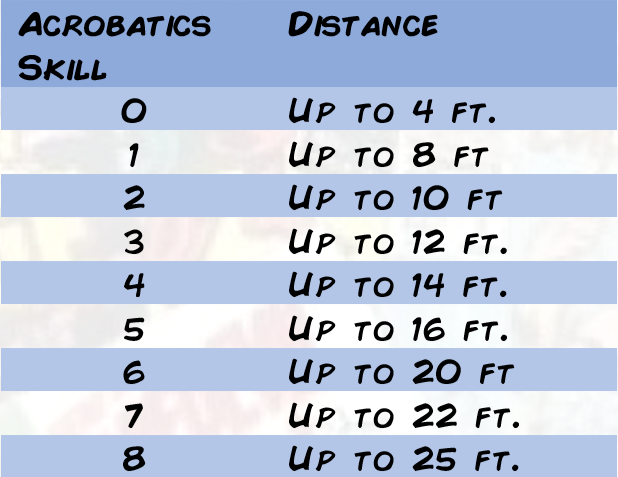 Acrobatics Distance
Skill
0 Up to 4 ft.
1 Up to 8 ft
2 Up to 10 ft
3 Up to 12 ft.
4 Up to 14 ft.
5 Up to 16 ft.
6 Up to 20 ft
7 Up to 22 ft.
8 Up to 25 ft.